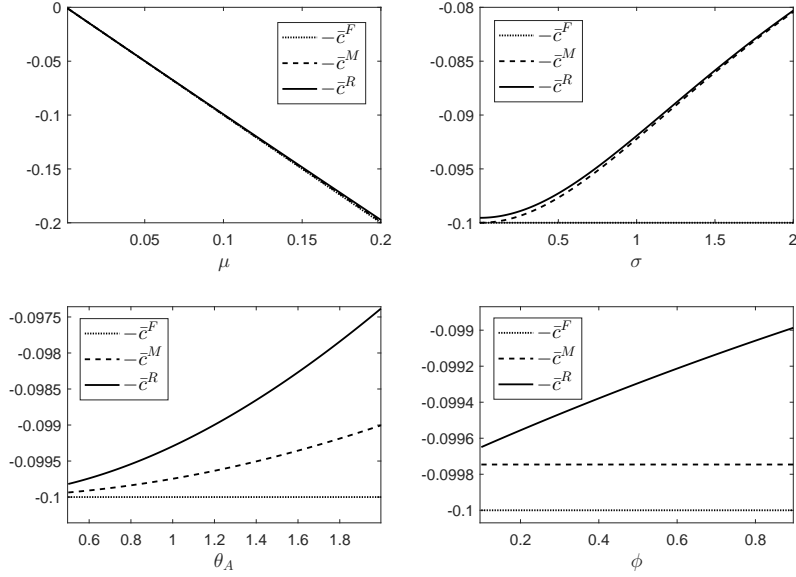 0
-0.05
-0.1
-0.15
-0.2
0.05 0.1 0.15 0.2
μ
−c̄^F
−c̄^M
−c̄^R
-0.08
-0.085
-0.09
-0.095
-0.1
0.5 1 1.5 2
σ
−c̄^F
−c̄^M
−c̄^R
-0.0975
-0.098
-0.0985
-0.099
-0.0995
-0.1
0.6 0.8 1 1.2 1.4 1.6 1.8
θ_A
−c̄^F
−c̄^M
−c̄^R
-0.099
-0.0992
-0.0994
-0.0996
-0.0998
-0.1
0.2 0.4 0.6 0.8
ϕ
−c̄^F
−c̄^M
−c̄^R